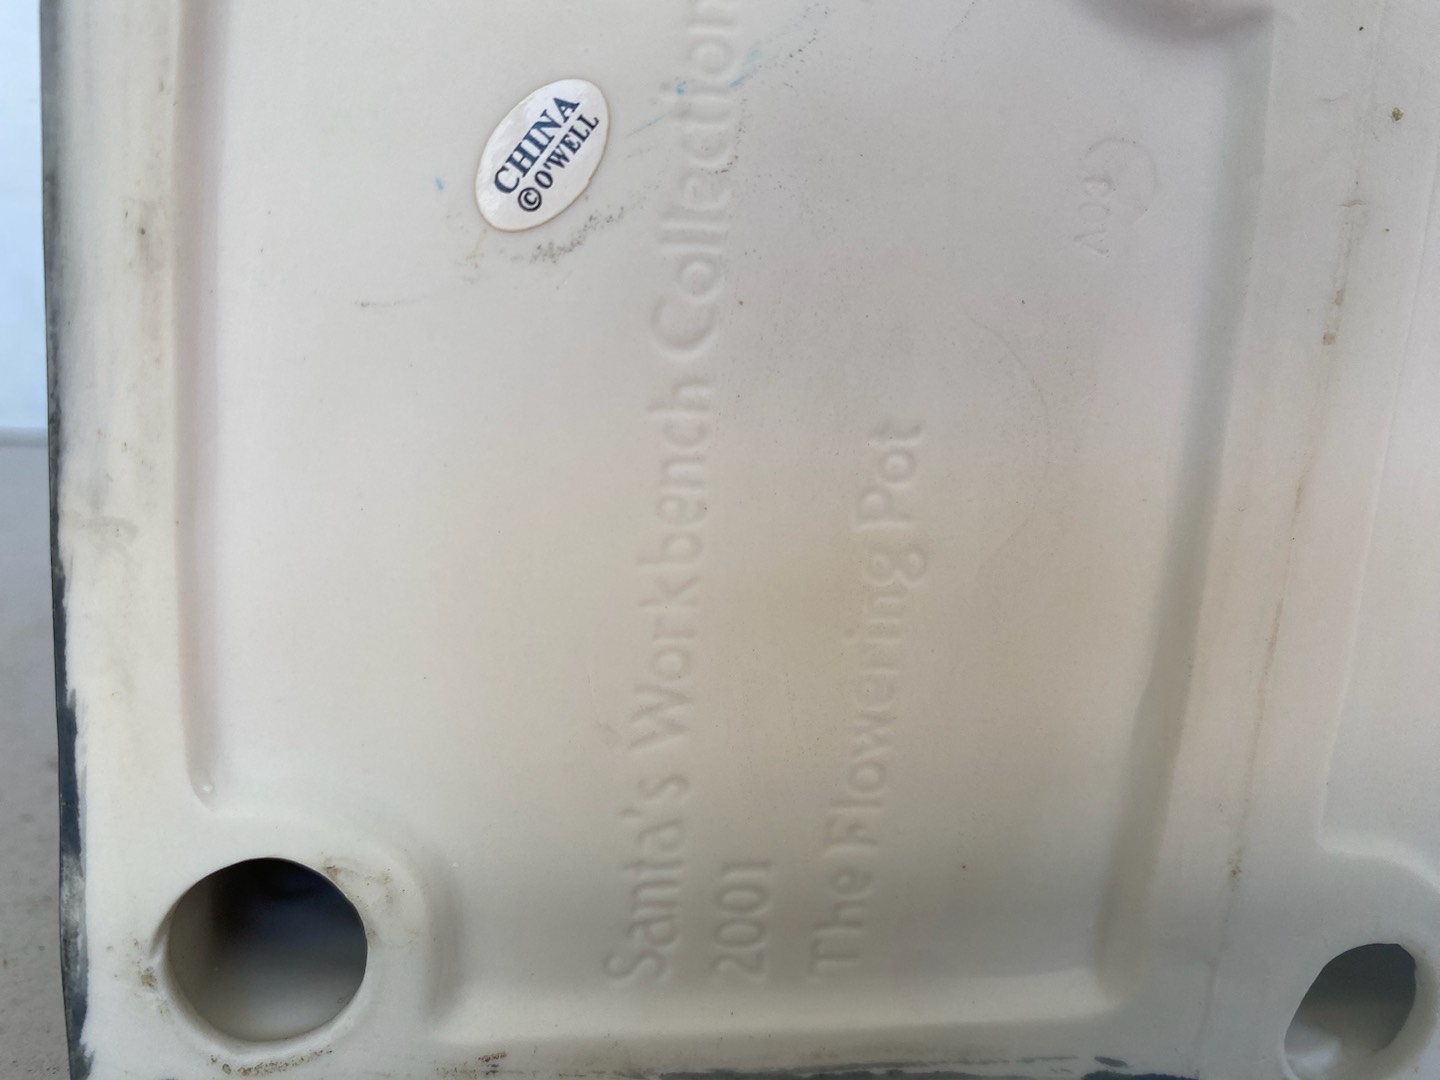 CHINA
© O'WELL
Santa's Workbench Collection
2001
The Flowering Pot